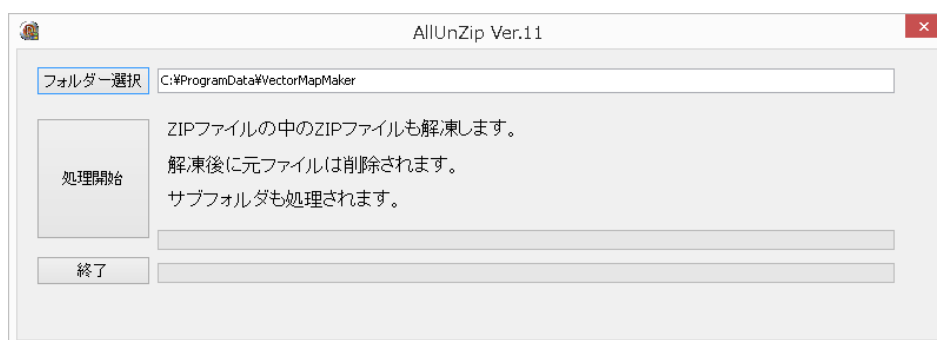 AllUnZip Ver.11
フォルダー選択 C:¥ProgramData¥VectorMapMaker
ZIPファイルの中のZIPファイルも解凍します。
解凍後に元ファイルは削除されます。
処理開始
サブフォルダも処理されます。
終了